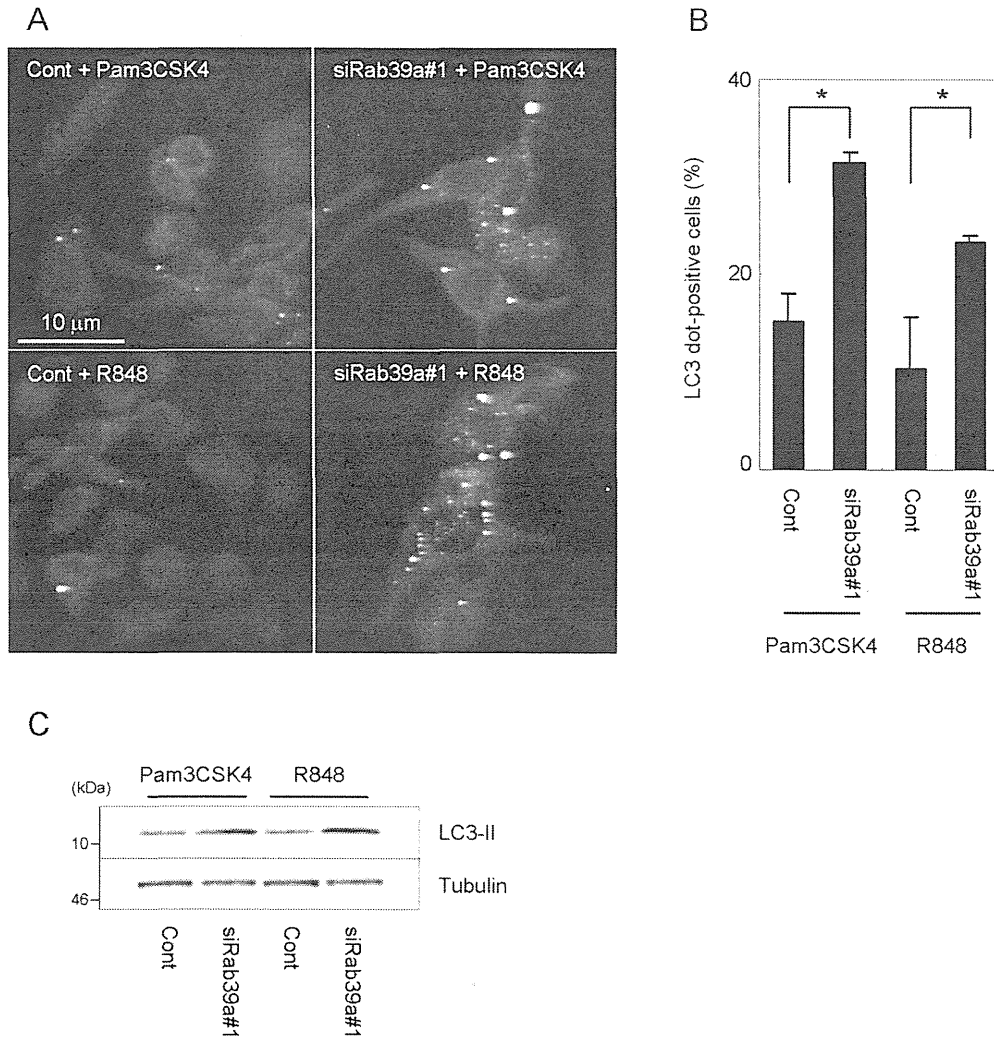 A
Cont + Pam3CSK4
siRab39a#1 + Pam3CSK4
10 μm
Cont + R848
siRab39a#1 + R848
B
LC3 dot-positive cells (%)
40
20
0
*
*
Cont
siRab39a#1
Cont
siRab39a#1
Pam3CSK4
R848
C
(kDa)
Pam3CSK4
R848
10
LC3-II
46
Tubulin
Cont
siRab39a#1
Cont
siRab39a#1